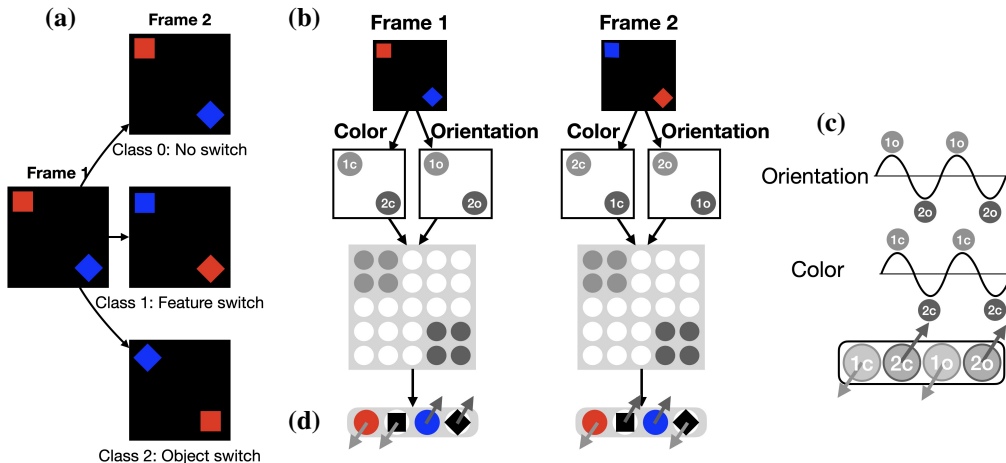 (a)
Frame 2
Class 0: No switch
Frame 1
Class 1: Feature switch
Class 2: Object switch
(b)
Frame 1
Frame 2
Color
Orientation
Color
Orientation
1c
1o
2c
2o
2c
2o
1c
1o
(d)
(c)
1o
1o
Orientation
2o
2o
1c
1c
Color
2c
2c
1c 2c 1o 2o